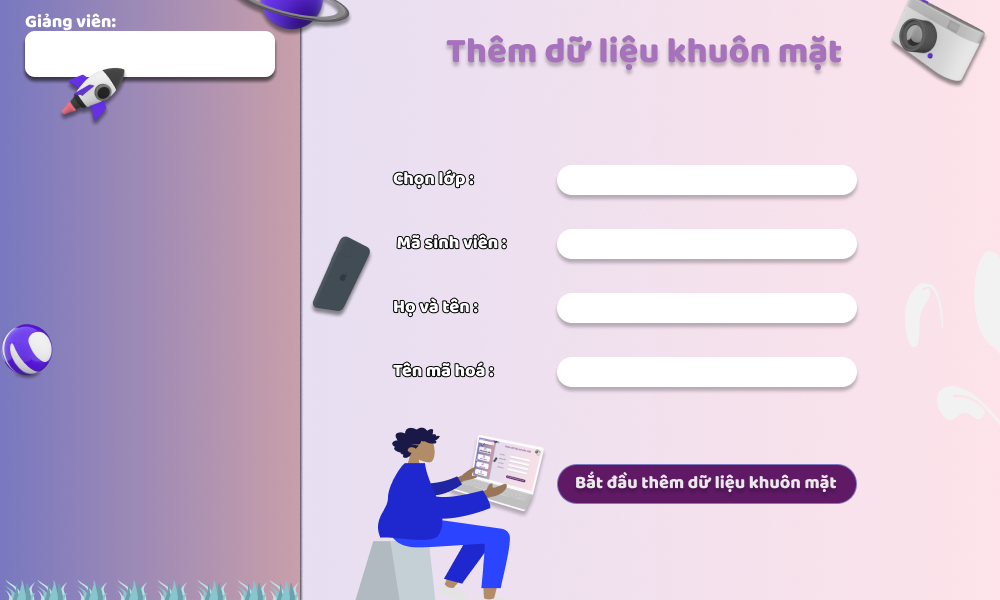 Giảng viên:
Thêm dữ liệu khuôn mặt
Chọn lớp :
Mã sinh viên :
Họ và tên :
Tên mã hoá :
Bắt đầu thêm dữ liệu khuôn mặt